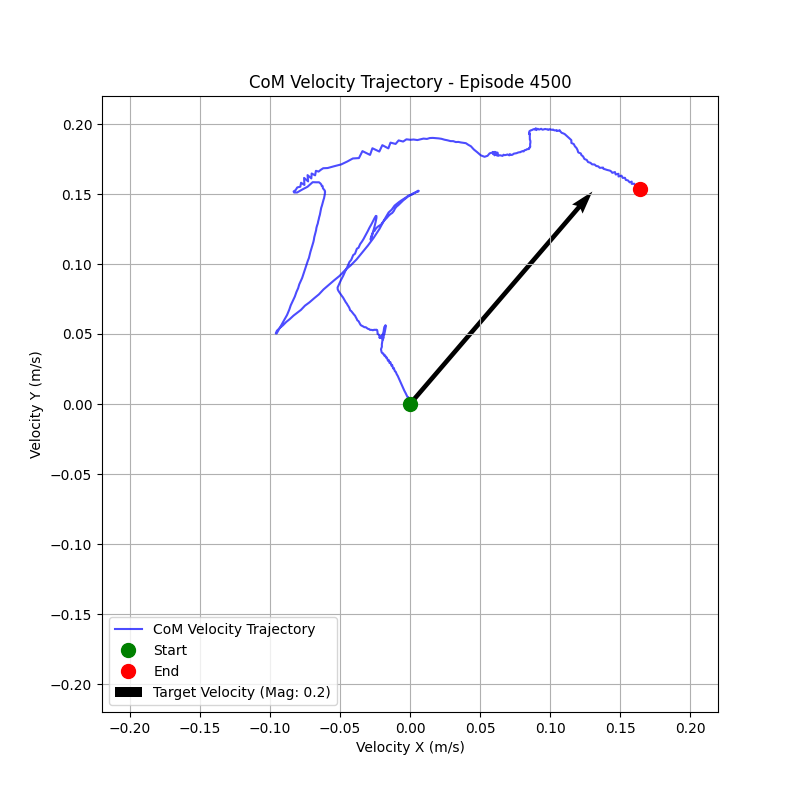 CoM Velocity Trajectory - Episode 4500
0.20
0.15
0.10
0.05
0.00
−0.05
−0.10
−0.15
−0.20
Velocity Y (m/s)
CoM Velocity Trajectory
Start
End
Target Velocity (Mag: 0.2)
−0.20 −0.15 −0.10 −0.05 0.00 0.05 0.10 0.15 0.20
Velocity X (m/s)